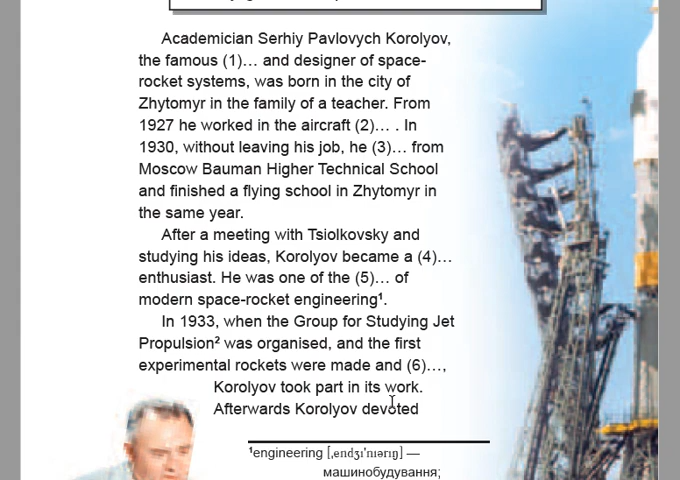 Academician Serhiy Pavlovych Korolyov,
the famous (1)… and designer of space-
rocket systems, was born in the city of
Zhytomyr in the family of a teacher. From
1927 he worked in the aircraft (2)… . In
1930, without leaving his job, he (3)… from
Moscow Bauman Higher Technical School
and finished a flying school in Zhytomyr in
the same year.
After a meeting with Tsiolkovsky and
studying his ideas, Korolyov became a (4)…
enthusiast. He was one of the (5)… of
modern space-rocket engineering¹.
In 1933, when the Group for Studying Jet
Propulsion² was organised, and the first
experimental rockets were made and (6)…,
Korolyov took part in its work.
Afterwards Korolyov devoted
¹engineering [ˌendʒɪ'nɪərɪŋ] —
машинобудування;